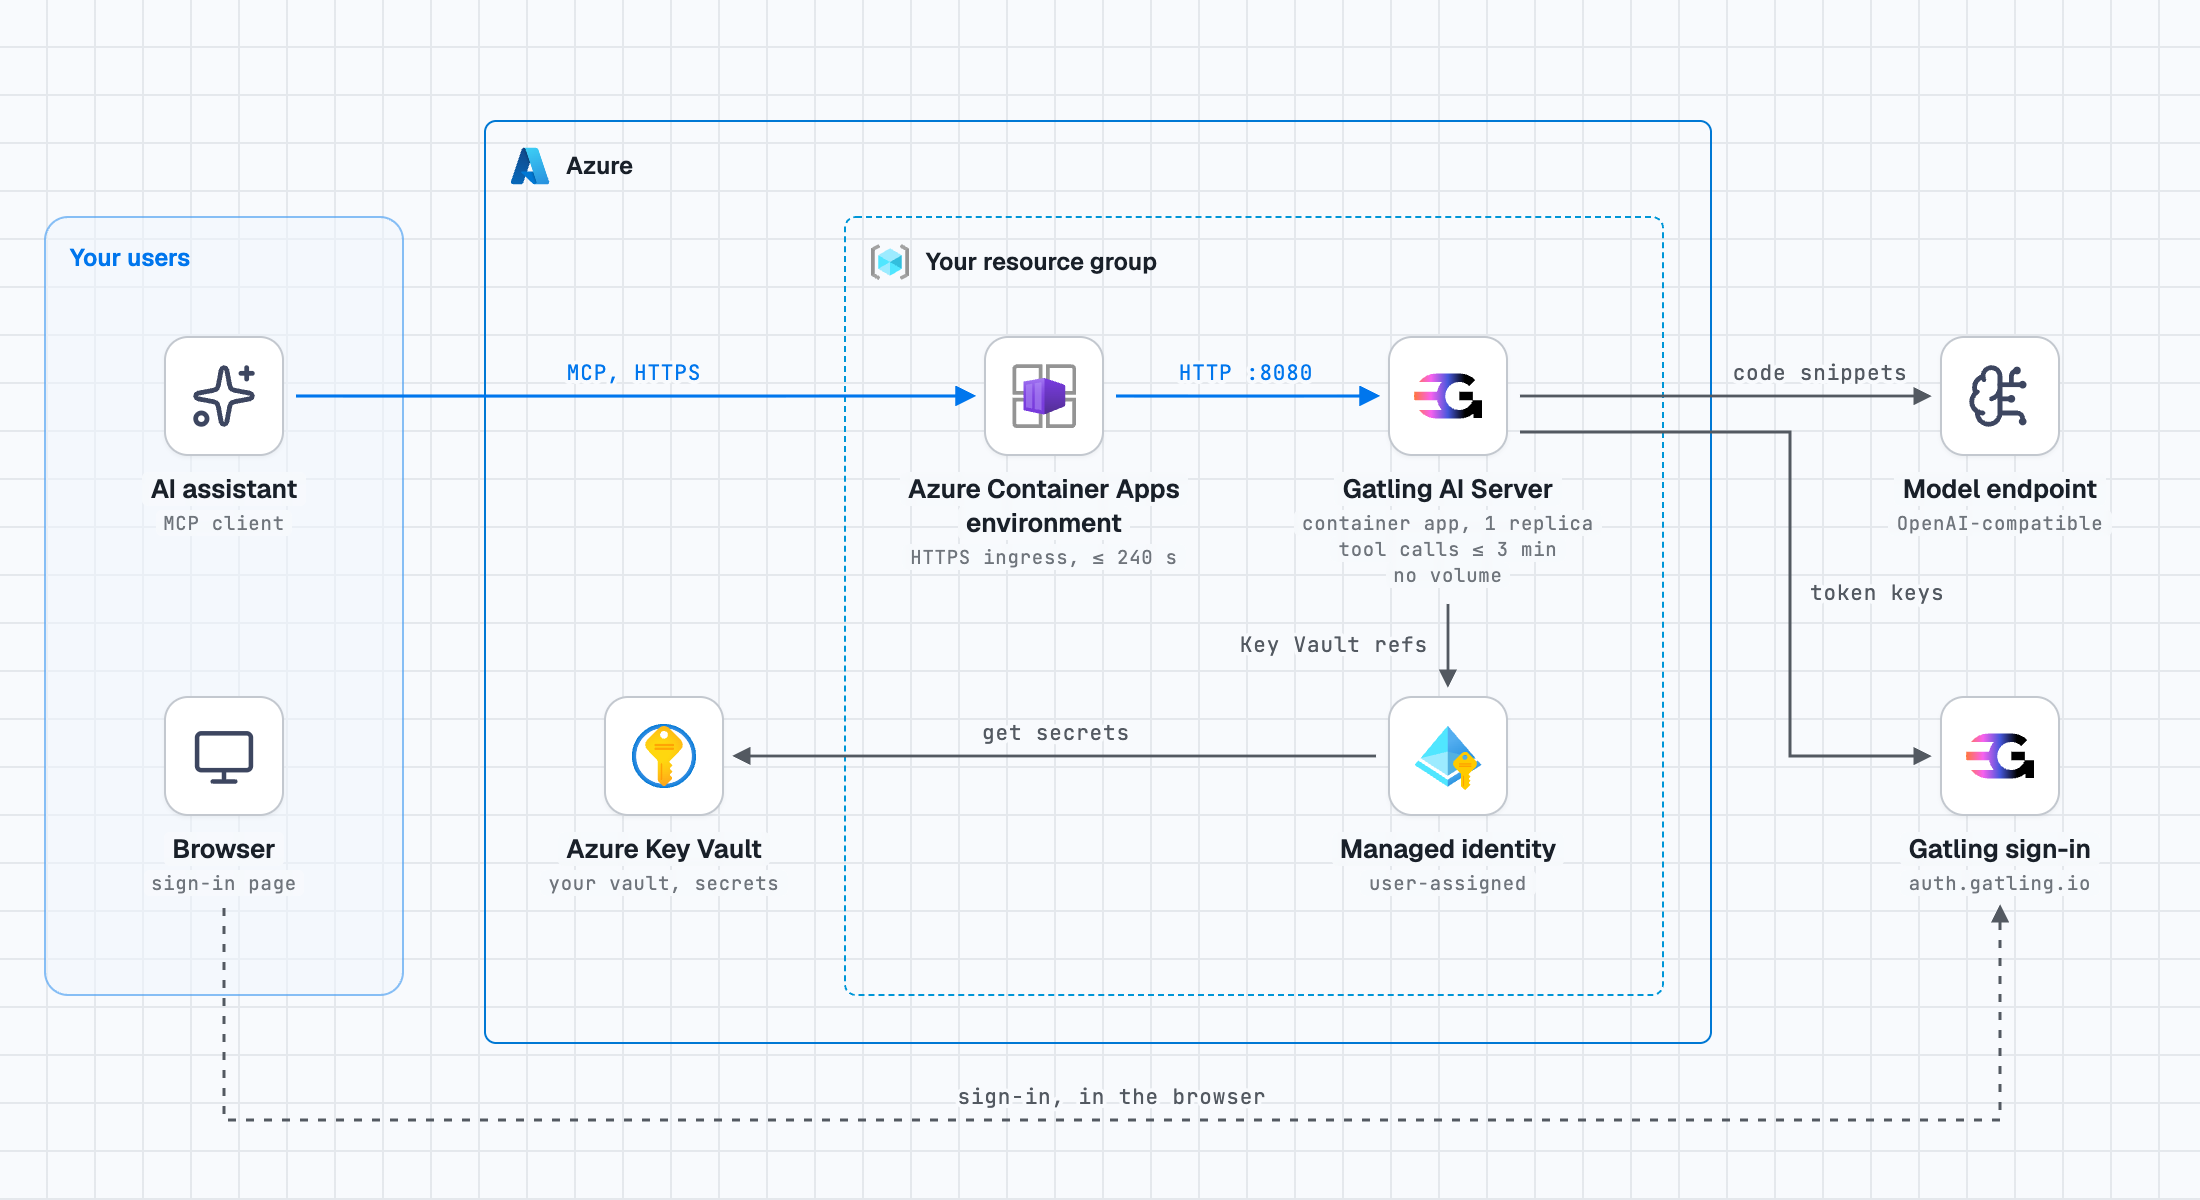 Azure
Your users
Your resource group
MCP, HTTPS
HTTP :8080
code snippets
AI assistant
MCP client
Azure Container Apps
environment
HTTPS ingress, ≤ 240 s
Gatling AI Server
container app, 1 replica
tool calls ≤ 3 min
no volume
Model endpoint
OpenAI-compatible
token keys
Key Vault refs
get secrets
Browser
sign-in page
Azure Key Vault
your vault, secrets
Managed identity
user-assigned
Gatling sign-in
auth.gatling.io
sign-in, in the browser